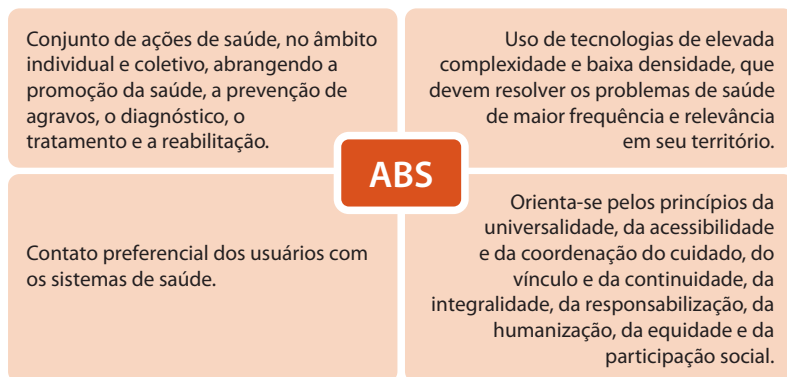 Conjunto de ações de saúde, no âmbito
individual e coletivo, abrangendo a
promoção da saúde, a prevenção de
agravos, o diagnóstico, o
tratamento e a reabilitação.
Uso de tecnologias de elevada
complexidade e baixa densidade, que
devem resolver os problemas de saúde
de maior frequência e relevância
em seu território.
ABS
Contato preferencial dos usuários com
os sistemas de saúde.
Orienta-se pelos princípios da
universalidade, da acessibilidade
e da coordenação do cuidado, do
vínculo e da continuidade, da
integralidade, da responsabilização, da
humanização, da equidade e da
participação social.